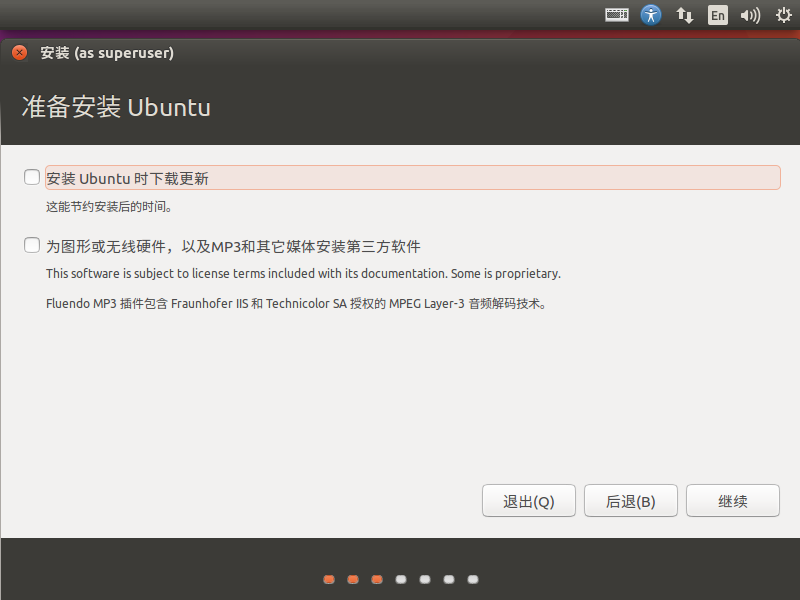 En
安装 (as superuser)
准备安装 Ubuntu
安装 Ubuntu 时下载更新
这能节约安装后的时间。
为图形或无线硬件，以及MP3和其它媒体安装第三方软件
This software is subject to license terms included with its documentation. Some is proprietary.
Fluendo MP3 插件包含 Fraunhofer IIS 和 Technicolor SA 授权的 MPEG Layer-3 音频解码技术。
退出(Q) 后退(B) 继续